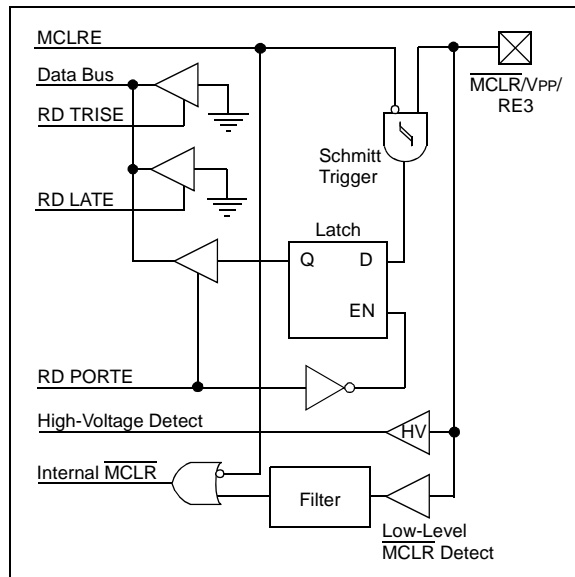 MCLRE
Data Bus
RD TRISE
MCLR/VPP/
RE3
Schmitt
Trigger
RD LATE
Latch
Q D
EN
RD PORTE
High-Voltage Detect
HV
Internal MCLR
Filter
Low-Level
MCLR Detect